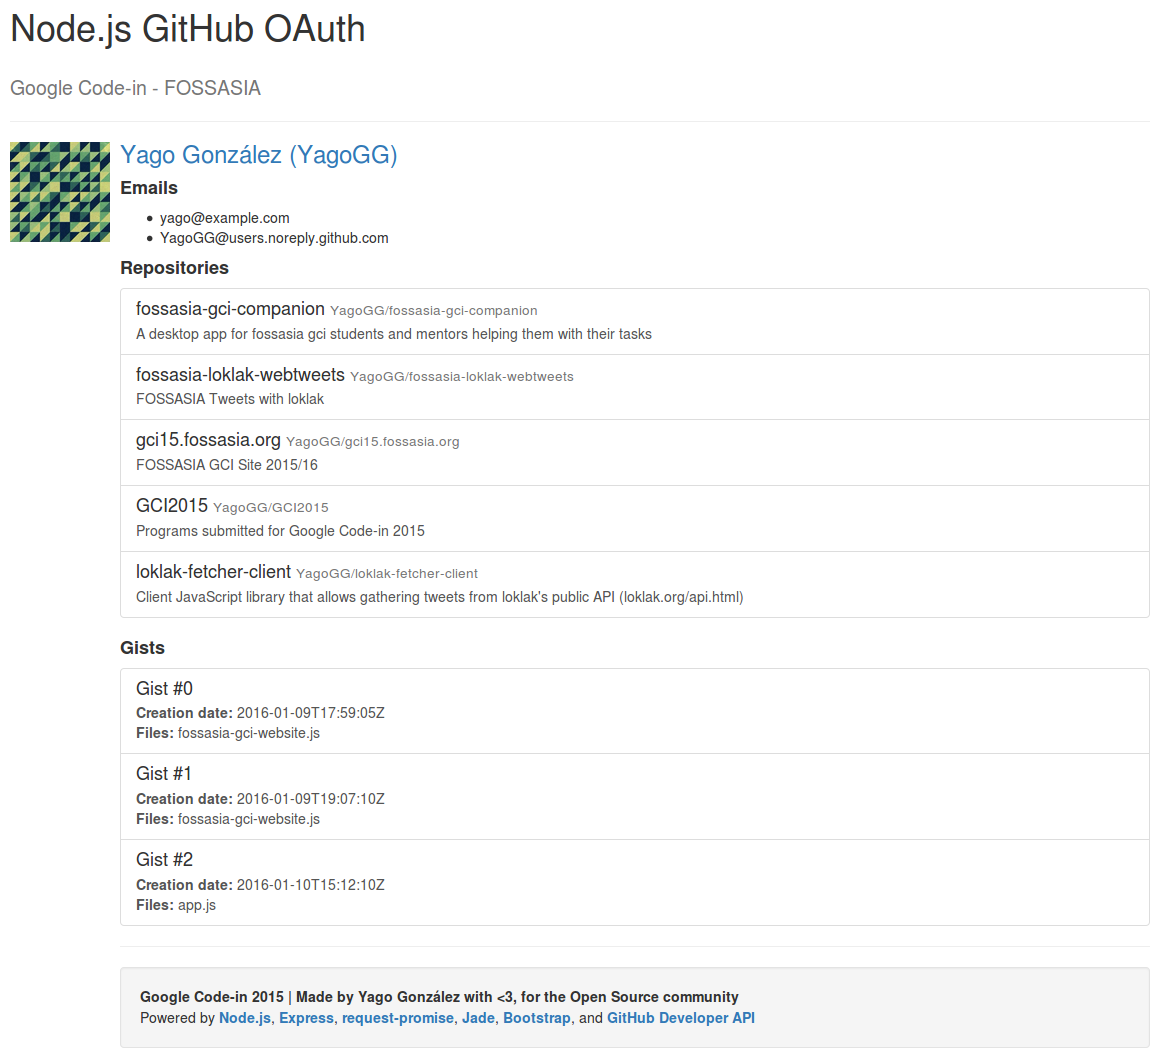 Node.js GitHub OAuth
Google Code-in - FOSSASIA
Yago González (YagoGG)
Emails
• yago@example.com
• YagoGG@users.noreply.github.com
Repositories
fossasia-gci-companion YagoGG/fossasia-gci-companion
A desktop app for fossasia gci students and mentors helping them with their tasks
fossasia-loklak-webtweets YagoGG/fossasia-loklak-webtweets
FOSSASIA Tweets with loklak
gci15.fossasia.org YagoGG/gci15.fossasia.org
FOSSASIA GCI Site 2015/16
GCI2015 YagoGG/GCI2015
Programs submitted for Google Code-in 2015
loklak-fetcher-client YagoGG/loklak-fetcher-client
Client JavaScript library that allows gathering tweets from loklak's public API (loklak.org/api.html)
Gists
Gist #0
Creation date: 2016-01-09T17:59:05Z
Files: fossasia-gci-website.js
Gist #1
Creation date: 2016-01-09T19:07:10Z
Files: fossasia-gci-website.js
Gist #2
Creation date: 2016-01-10T15:12:10Z
Files: app.js
Google Code-in 2015 | Made by Yago González with <3, for the Open Source community
Powered by Node.js, Express, request-promise, Jade, Bootstrap, and GitHub Developer API